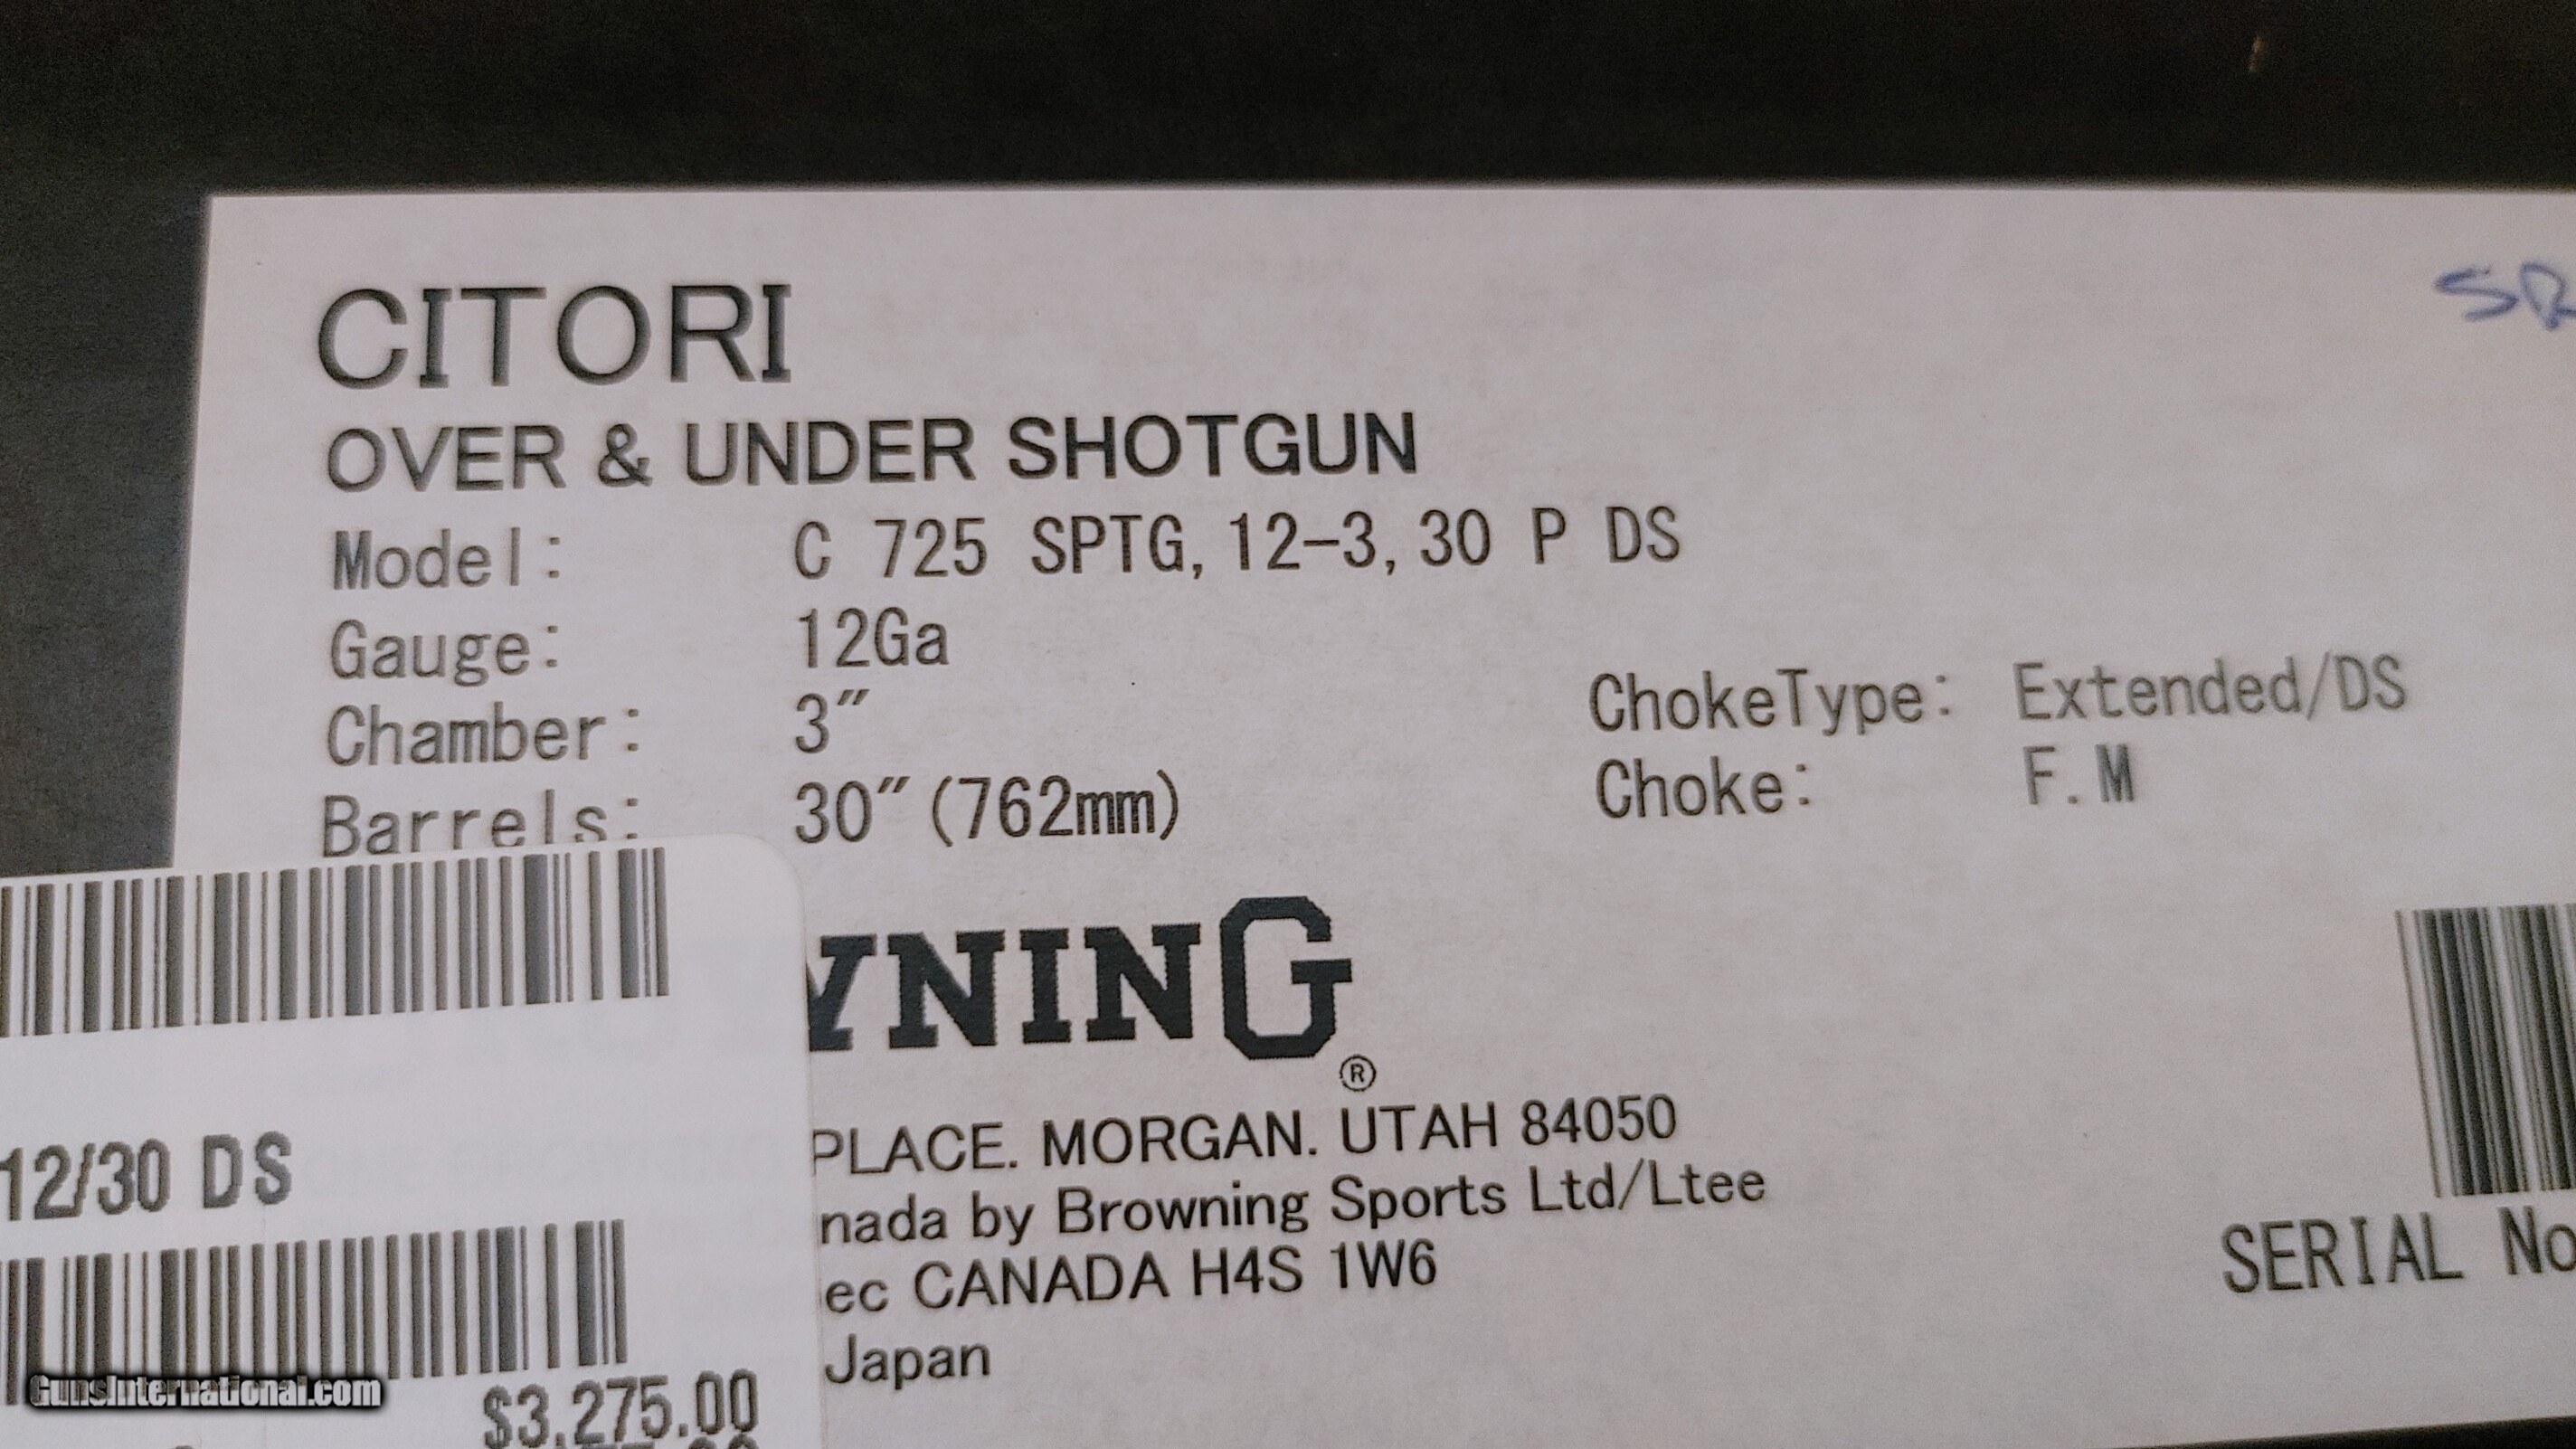 CITORI
OVER & UNDER SHOTGUN
Model: C 725 SPTG, 12-3, 30 P DS
Gauge: 12Ga
Chamber: 3″
ChokeType: Extended/DS
Barrels: 30″(762mm)
Choke: F.M
YNING®
PLACE. MORGAN. UTAH 84050
nada by Browning Sports Ltd/Ltee
ec CANADA H4S 1W6
Japan
SERIAL No
12/30 DS
$3,275.00
GunsInternational.com